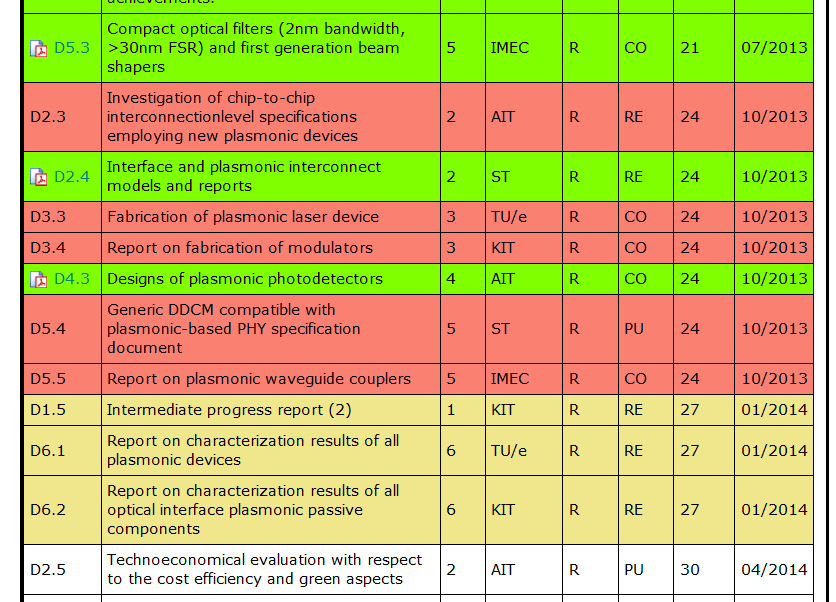 achievements.
D5.3 Compact optical filters (2nm bandwidth, >30nm FSR) and first generation beam shapers 5 IMEC R CO 21 07/2013
D2.3 Investigation of chip-to-chip interconnectionlevel specifications employing new plasmonic devices 2 AIT R RE 24 10/2013
D2.4 Interface and plasmonic interconnect models and reports 2 ST R RE 24 10/2013
D3.3 Fabrication of plasmonic laser device 3 TU/e R CO 24 10/2013
D3.4 Report on fabrication of modulators 3 KIT R CO 24 10/2013
D4.3 Designs of plasmonic photodetectors 4 AIT R CO 24 10/2013
D5.4 Generic DDCM compatible with plasmonic-based PHY specification document 5 ST R PU 24 10/2013
D5.5 Report on plasmonic waveguide couplers 5 IMEC R CO 24 10/2013
D1.5 Intermediate progress report (2) 1 KIT R RE 27 01/2014
D6.1 Report on characterization results of all plasmonic devices 6 TU/e R RE 27 01/2014
D6.2 Report on characterization results of all optical interface plasmonic passive components 6 KIT R RE 27 01/2014
D2.5 Technoeconomical evaluation with respect to the cost efficiency and green aspects 2 AIT R PU 30 04/2014